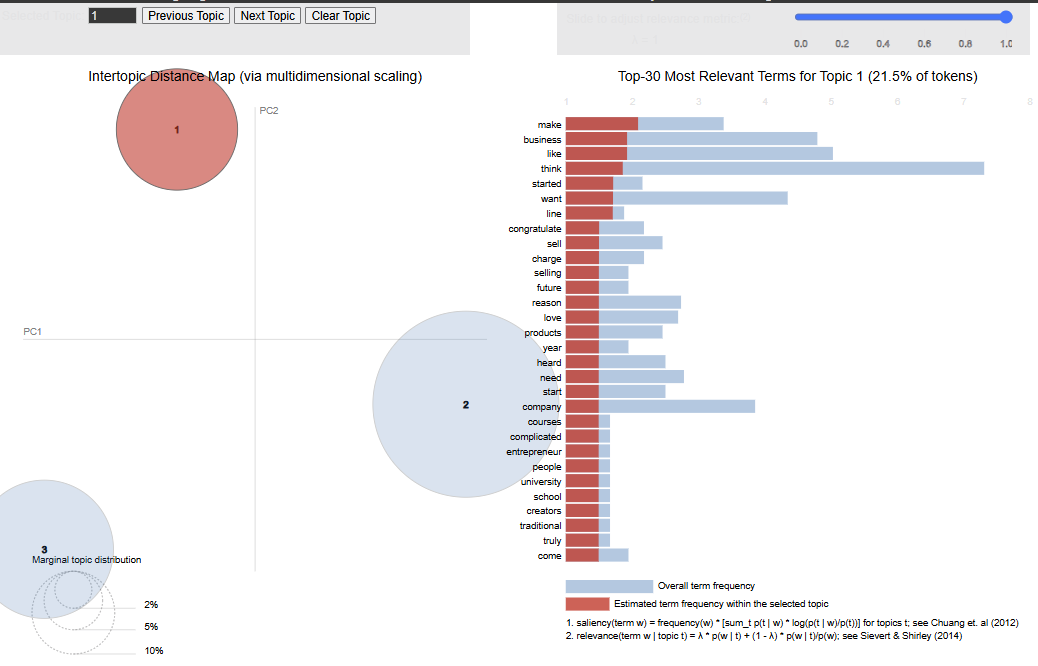 1 Previous Topic Next Topic Clear Topic
0.0 0.2 0.4 0.6 0.8 1.0
Intertopic Distance Map (via multidimensional scaling)
PC2
PC1
1
2
3
Marginal topic distribution
2%
5%
10%
Top-30 Most Relevant Terms for Topic 1 (21.5% of tokens)
1 2 3 4 5 6 7 8
make
business
like
think
started
want
line
congratulate
sell
charge
selling
future
reason
love
products
year
heard
need
start
company
courses
complicated
entrepreneur
people
university
school
creators
traditional
truly
come
Overall term frequency
Estimated term frequency within the selected topic
1. saliency(term w) = frequency(w) * [sum_t p(t | w) * log(p(t | w)/p(t))] for topics t; see Chuang et. al (2012)
2. relevance(term w | topic t) = λ * p(w | t) + (1 - λ) * p(w | t)/p(w); see Sievert & Shirley (2014)